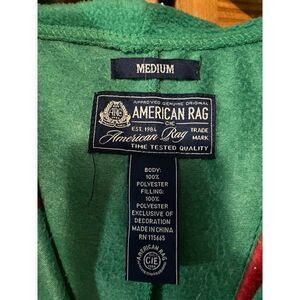 MEDIUM
APPROVED GENUINE ORIGINAL
AMERICAN RAG
CIE
EST. 1984
TRADE
MARK
American Rag
TIME TESTED QUALITY
BODY:
100%
POLYESTER
FILLING:
100%
POLYESTER
EXCLUSIVE OF
DECORATION
MADE IN CHINA
RN 115665
AMERICAN RAG
CIE